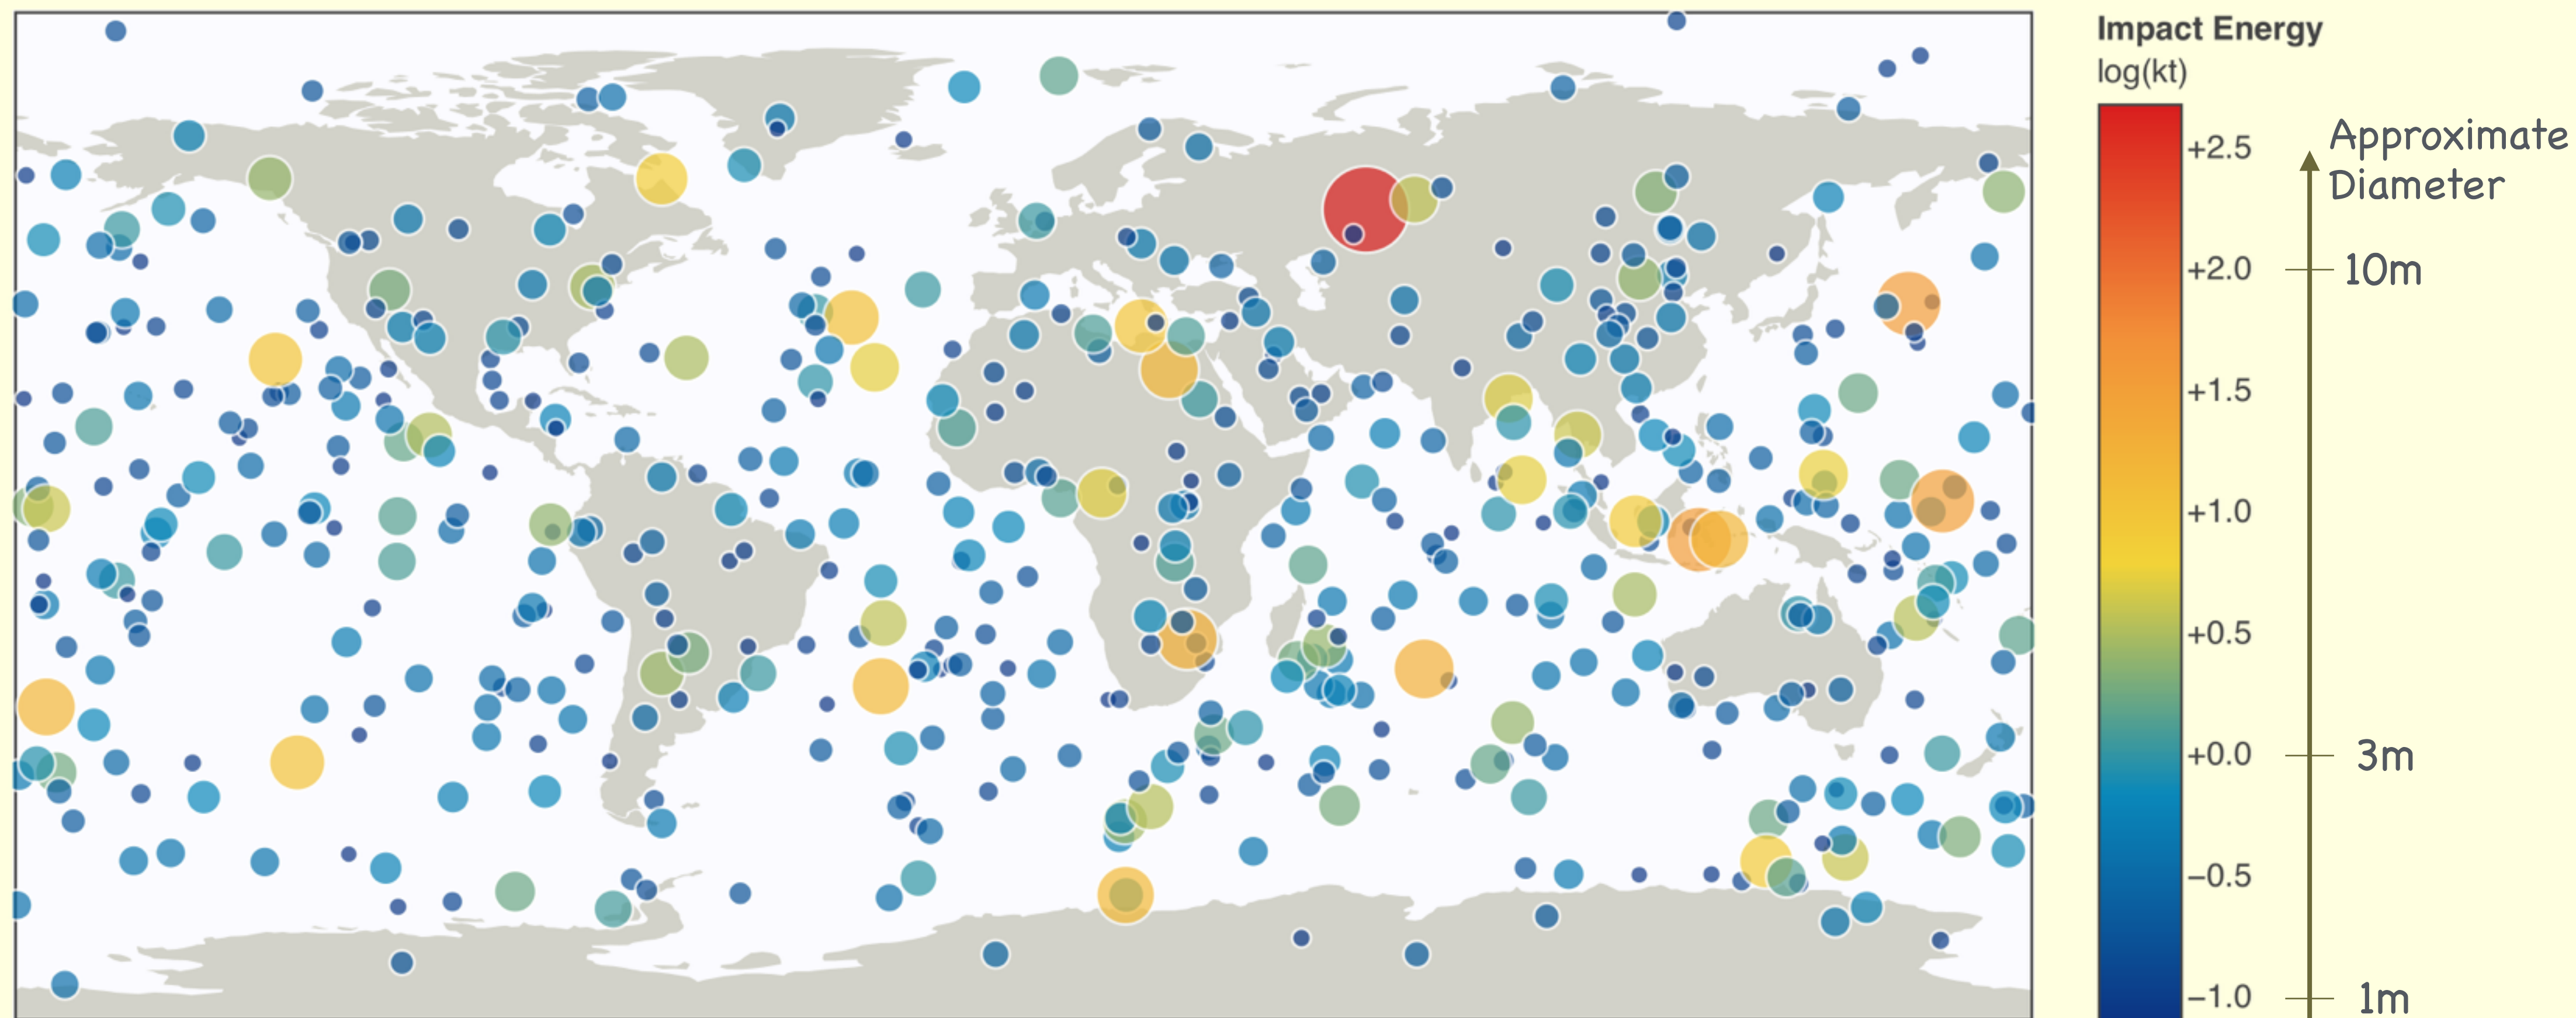 Impact Energy
log(kt)
Approximate
Diameter
+2.5
+2.0
10m
+1.5
+1.0
+0.5
+0.0
3m
−0.5
−1.0
1m